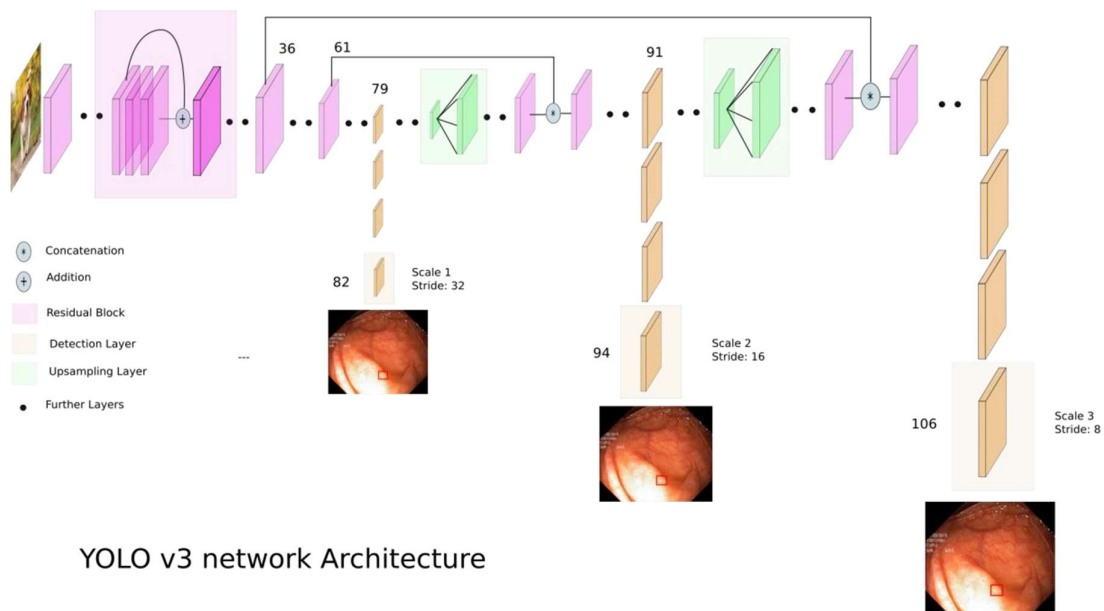 36
61
91
79
*
*
+
* Concatenation
+ Addition
Residual Block
Detection Layer
Upsampling Layer
Further Layers
---
82
Scale 1
Stride: 32
94
Scale 2
Stride: 16
106
Scale 3
Stride: 8
YOLO v3 network Architecture